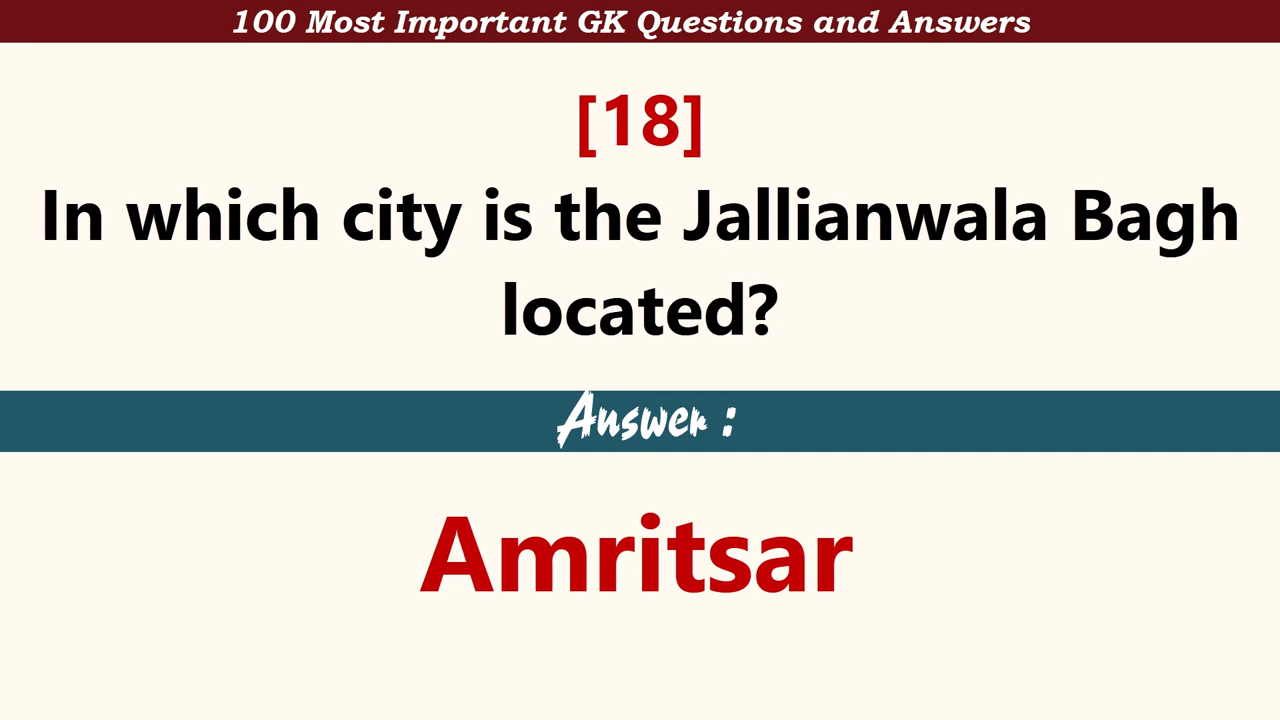 100 Most Important GK Questions and Answers
[18]
In which city is the Jallianwala Bagh
located?
Answer :
Amritsar